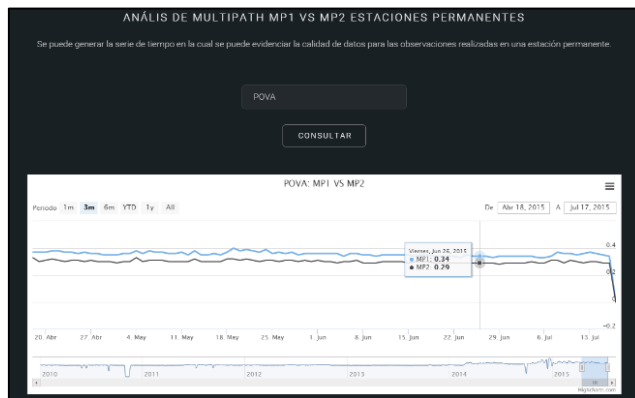 ANÁLIS DE MULTIPATH MP1 VS MP2 ESTACIONES PERMANENTES
Se puede generar la serie de tiempo en la cual se puede evidenciar la calidad de datos para las observaciones realizadas en una estación permanente.
POVA
CONSULTAR
POVA: MP1 VS MP2
Periodo 1m 3m 6m YTD 1y All
De Abr 18, 2015 A Jul 17, 2015
0.4
Viernes, Jun 26, 2015
MP1: 0.34
MP2: 0.29
0.2
0
-0.2
20. Abr 27. Abr 4. May 11. May 18. May 25. May 1. Jun 8. Jun 15. Jun 22. Jun 29. Jun 6. Jul 13. Jul
2010 2011 2012 2013 2014 2015
Highcharts.com